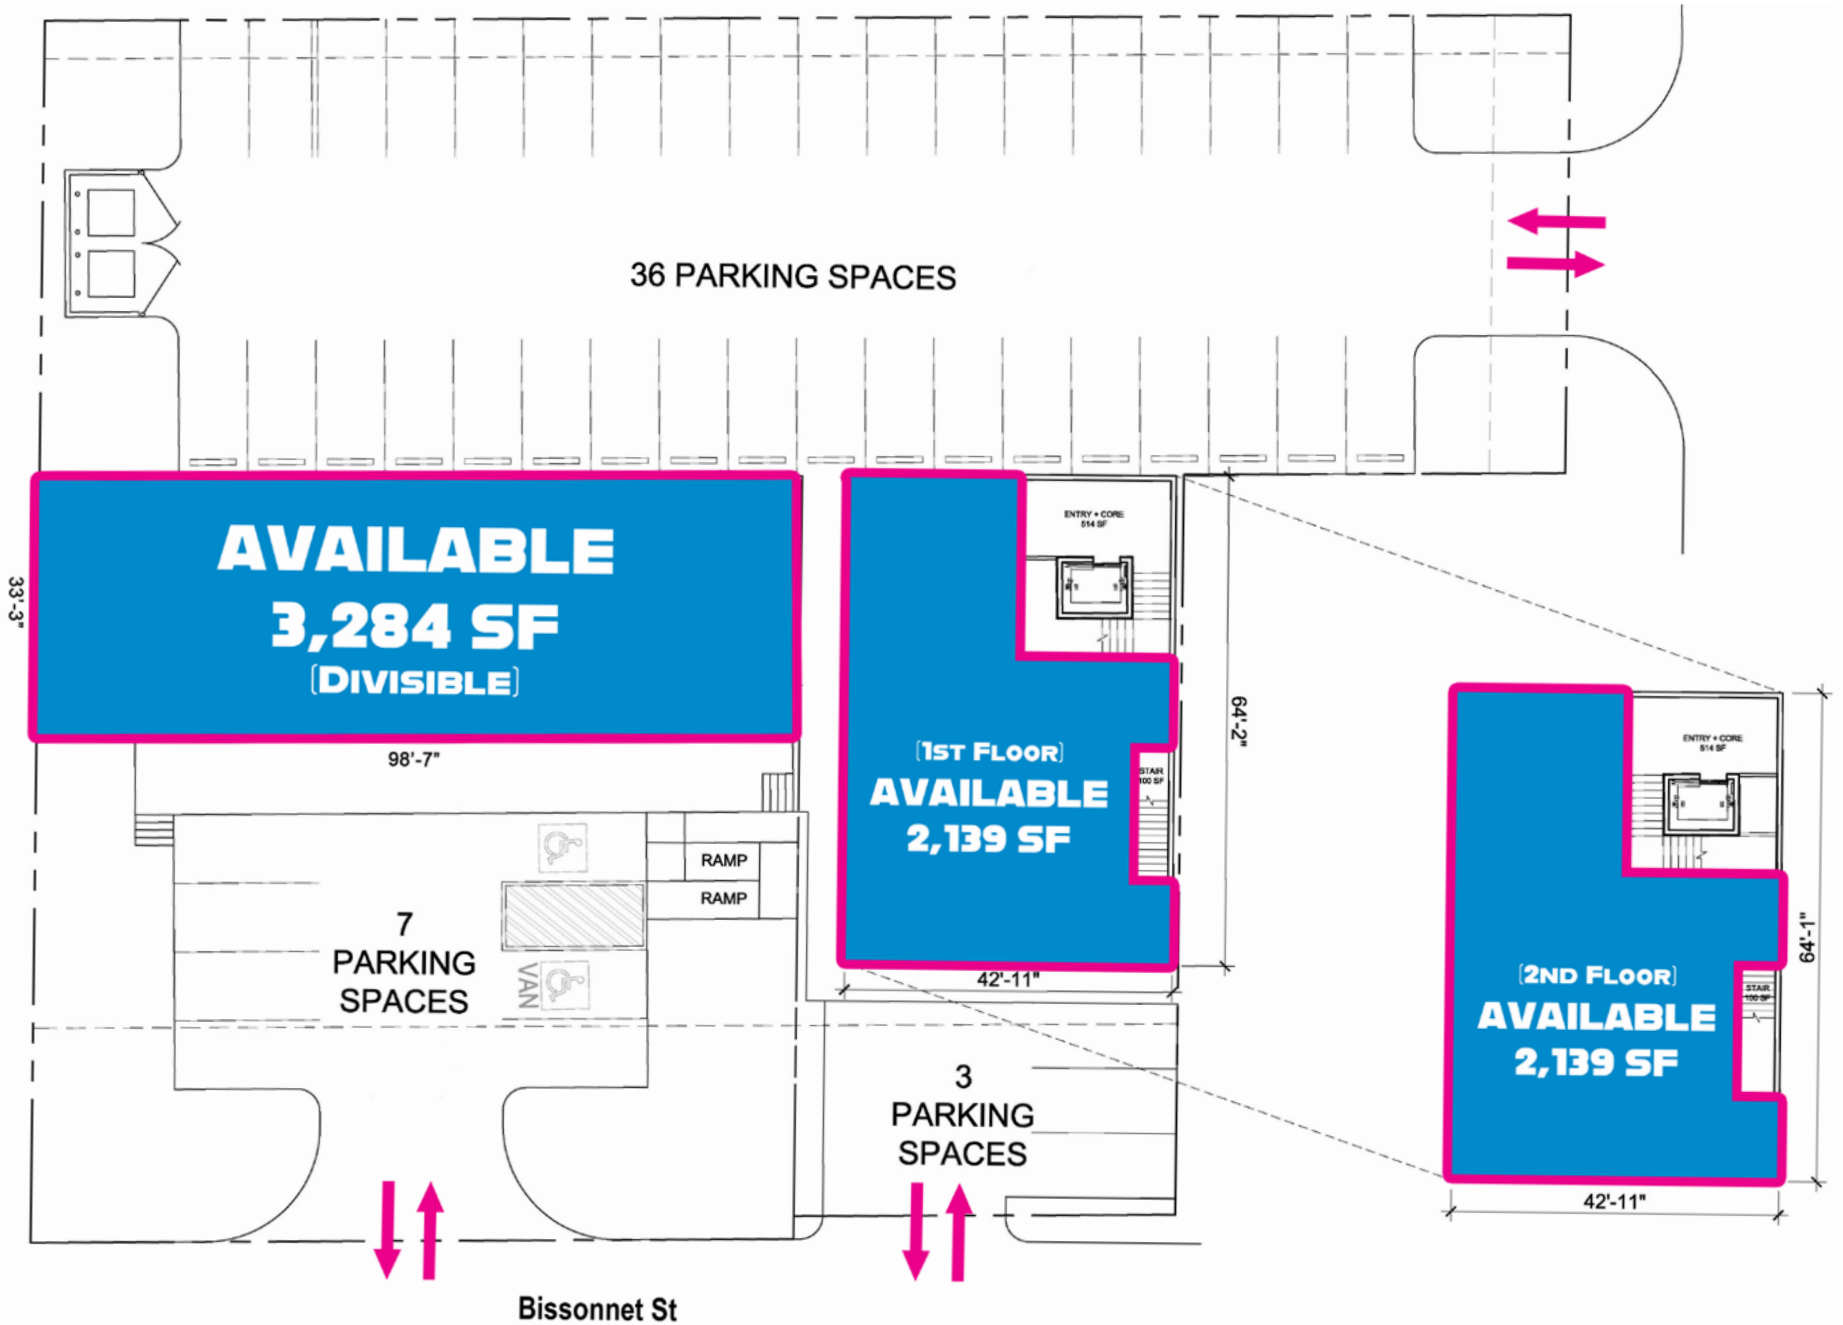 36 PARKING SPACES
AVAILABLE
3,284 SF
(DIVISIBLE)
33'-3"
98'-7"
ENTRY + CORE
514 SF
(1ST FLOOR)
AVAILABLE
2,139 SF
STAIR
100 SF
64'-2"
42'-11"
ENTRY + CORE
514 SF
(2ND FLOOR)
AVAILABLE
2,139 SF
STAIR
100 SF
64'-1"
42'-11"
RAMP
RAMP
7
PARKING
SPACES
VAN
3
PARKING
SPACES
Bissonnet St